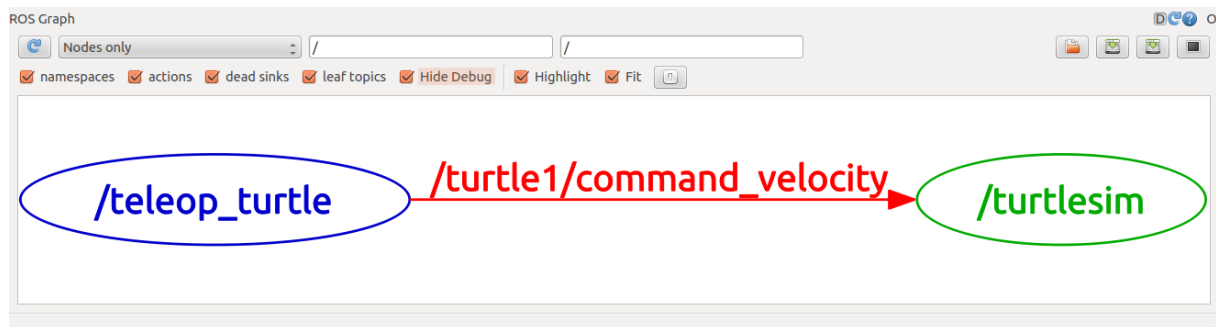 ROS Graph D O
Nodes only / /
namespaces actions dead sinks leaf topics Hide Debug Highlight Fit
/teleop_turtle /turtle1/command_velocity /turtlesim